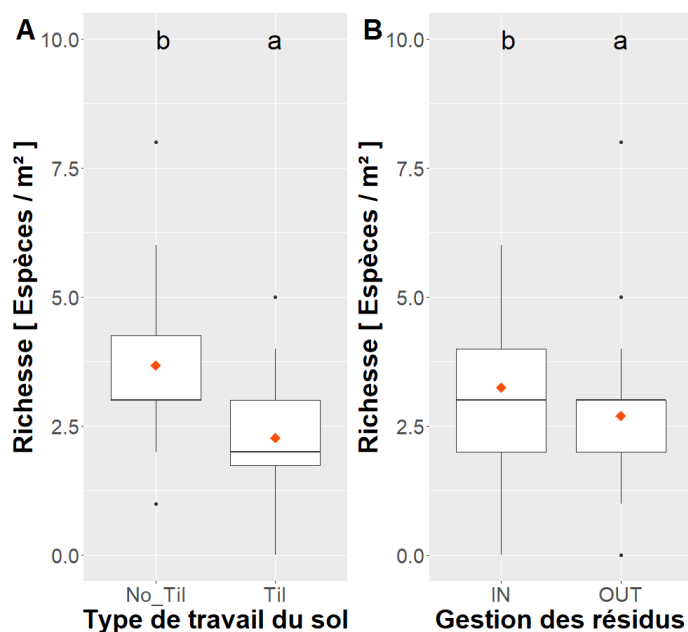 A
Richesse [ Espèces / m² ]
10.0
7.5
5.0
2.5
0.0
b a
No_Til Til
Type de travail du sol
B
Richesse [ Espèces / m² ]
10.0
7.5
5.0
2.5
0.0
b a
IN OUT
Gestion des résidus